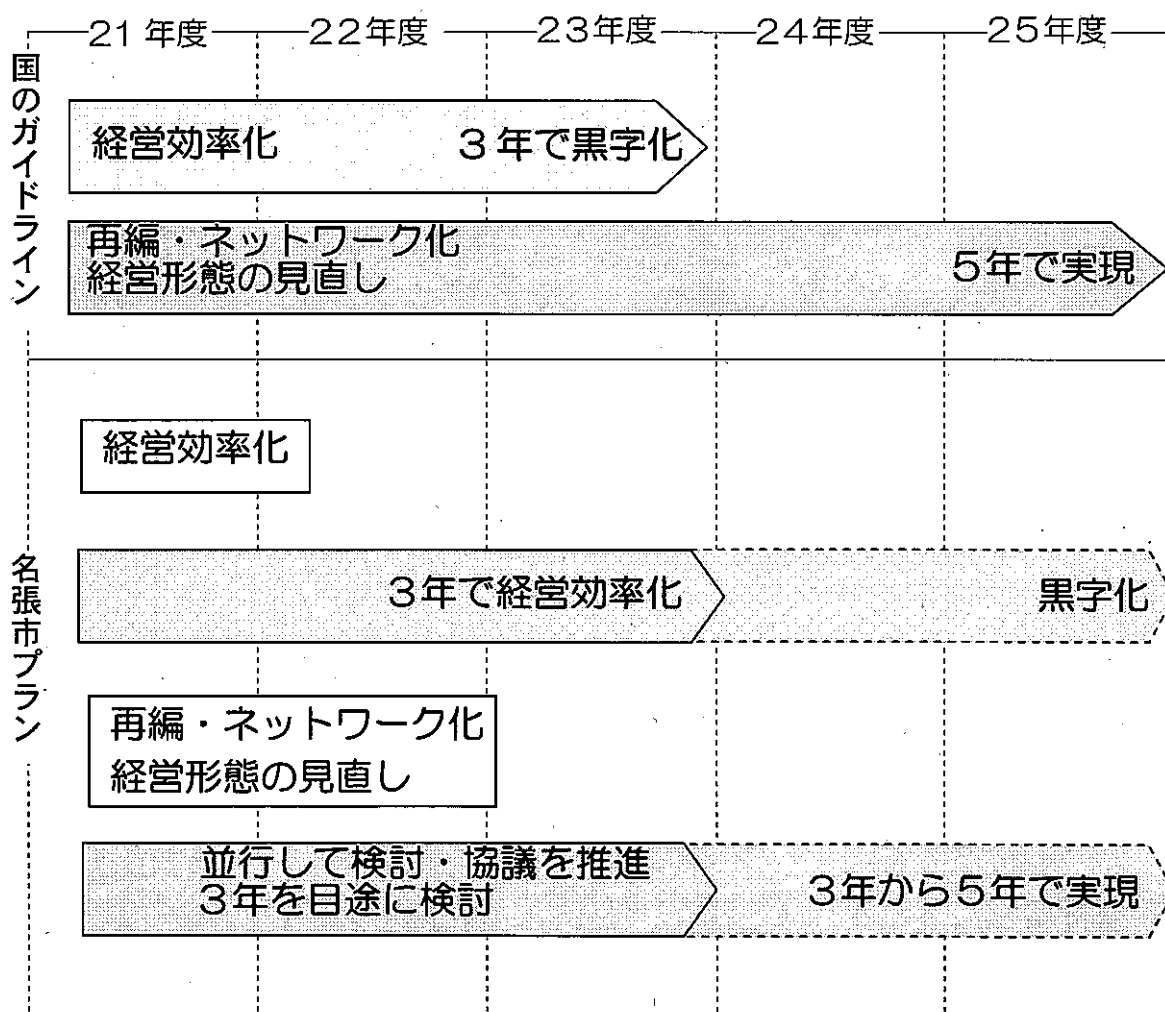 21年度
22年度
23年度
24年度
25年度
国のガイドライン
経営効率化
3年で黒字化
再編・ネットワーク化
経営形態の見直し
5年で実現
名張市プラン
経営効率化
3年で経営効率化
黒字化
再編・ネットワーク化
経営形態の見直し
並行して検討・協議を推進
3年を目途に検討
3年から5年で実現